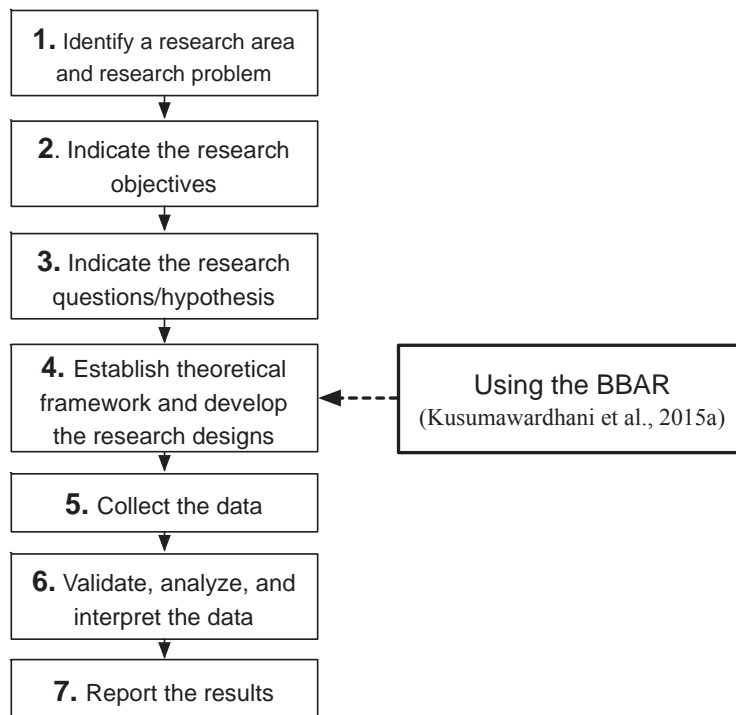 1. Identify a research area
and research problem
2. Indicate the research
objectives
3. Indicate the research
questions/hypothesis
4. Establish theoretical
framework and develop
the research designs
Using the BBAR
(Kusumawardhani et al., 2015a)
5. Collect the data
6. Validate, analyze, and
interpret the data
7. Report the results